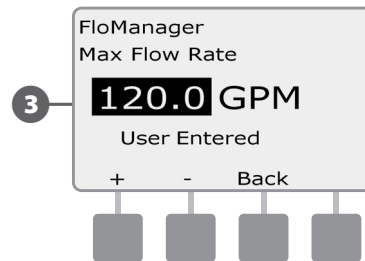 FloManager
Max Flow Rate
3
120.0 GPM
User Entered
+ - Back